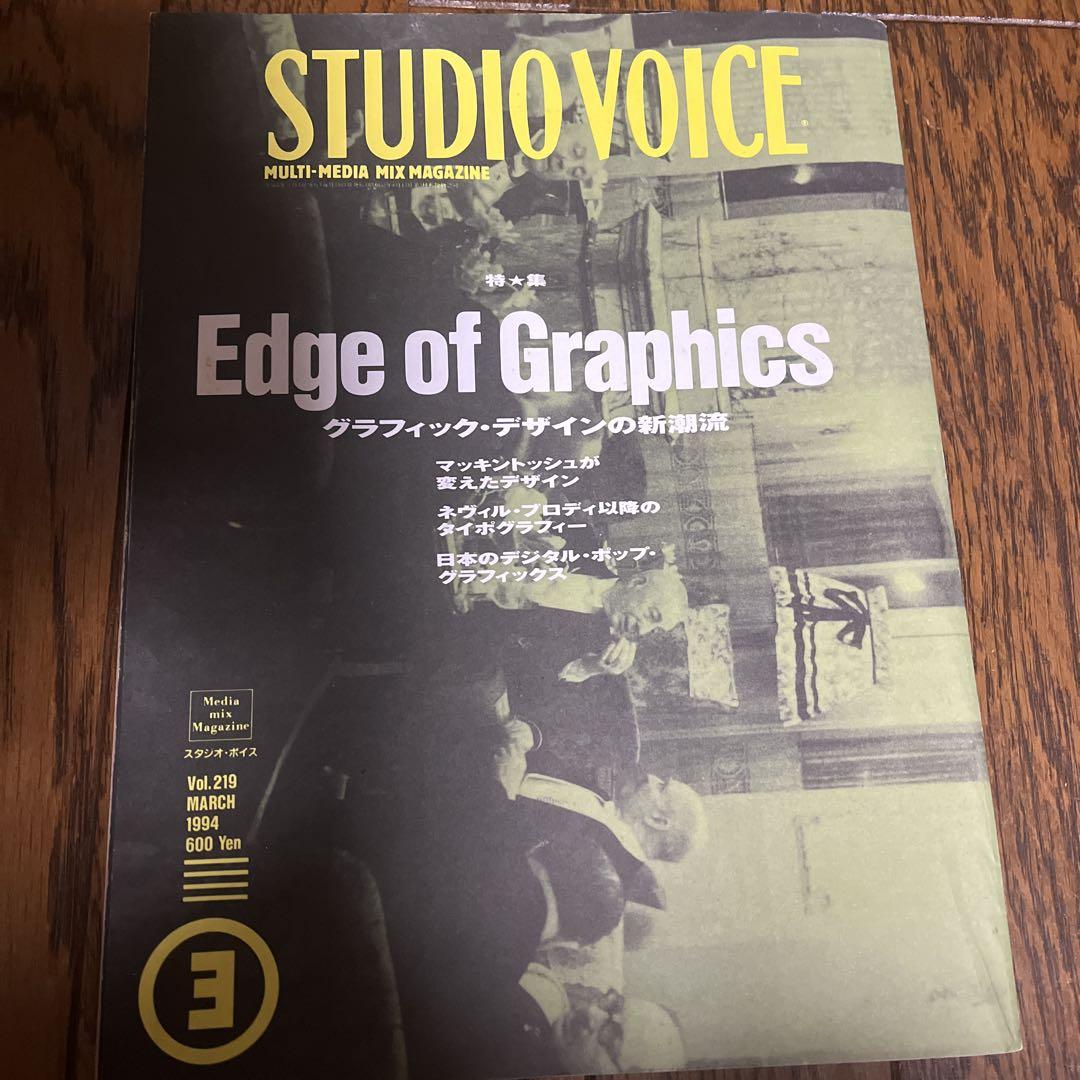 STUDIO VOICE
MULTI-MEDIA MIX MAGAZINE
特★集
Edge of Graphics
グラフィック・デザインの新潮流
マッキントッシュが
変えたデザイン
ネヴィル・ブロディ以降の
タイポグラフィー
日本のデジタル・ポップ・
グラフィックス
Media
mix
Magazine
スタジオ・ボイス
Vol.219
MARCH
1994
600 Yen
3